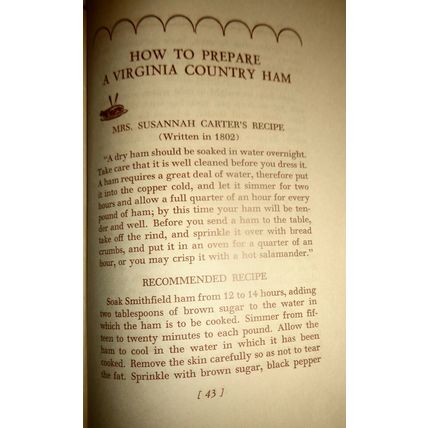 HOW TO PREPARE
A VIRGINIA COUNTRY HAM
MRS. SUSANNAH CARTER'S RECIPE
(Written in 1802)
"A dry ham should be soaked in water overnight.
Take care that it is well cleaned before you dress it.
A ham requires a great deal of water, therefore put
it into the copper cold, and let it simmer for two
hours and allow a full quarter of an hour for every
pound of ham; by this time your ham will be ten-
der and well. Before you send a ham to the table,
take off the rind, and sprinkle it over with bread
crumbs, and put it in an oven for a quarter of an
hour, or you may crisp it with a hot salamander."
RECOMMENDED RECIPE
Soak Smithfield ham from 12 to 14 hours, adding
two tablespoons of brown sugar to the water in
which the ham is to be cooked. Simmer from fif-
teen to twenty minutes to each pound. Allow the
ham to cool in the water in which it has been
cooked. Remove the skin carefully so as not to tear
the fat. Sprinkle with brown sugar, black pepper
[ 43 ]